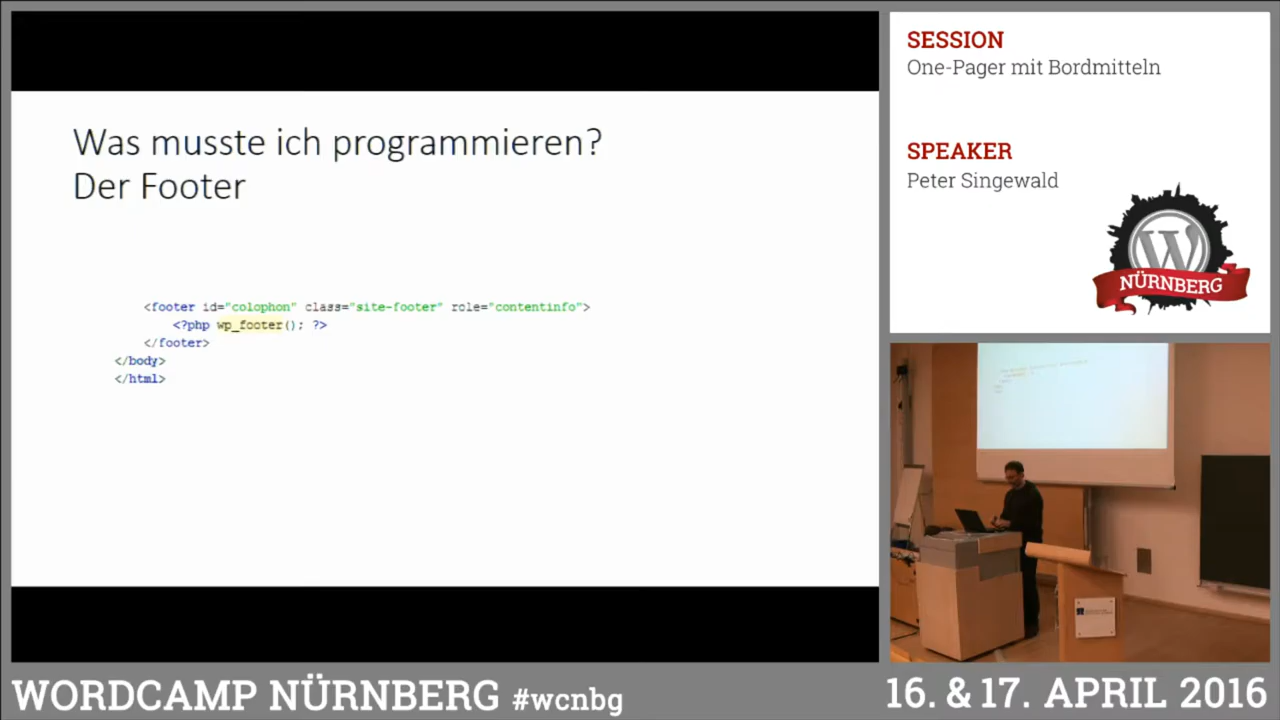 Was musste ich programmieren?
Der Footer
<footer id="colophon" class="site-footer" role="contentinfo">
<?php wp_footer(); ?>
</footer>
</body>
</html>
SESSION
One-Pager mit Bordmitteln
SPEAKER
Peter Singewald
NÜRNBERG
WORDCAMP NÜRNBERG #wcnbg
16. & 17. APRIL 2016